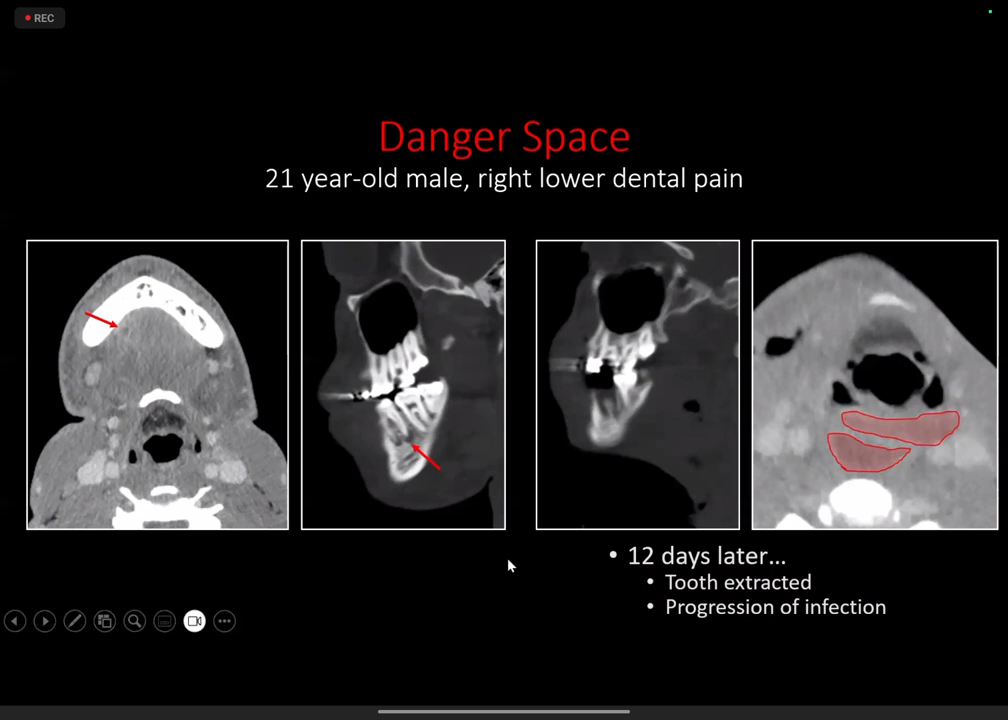 REC
Danger Space
21 year-old male, right lower dental pain
• 12 days later...
• Tooth extracted
• Progression of infection